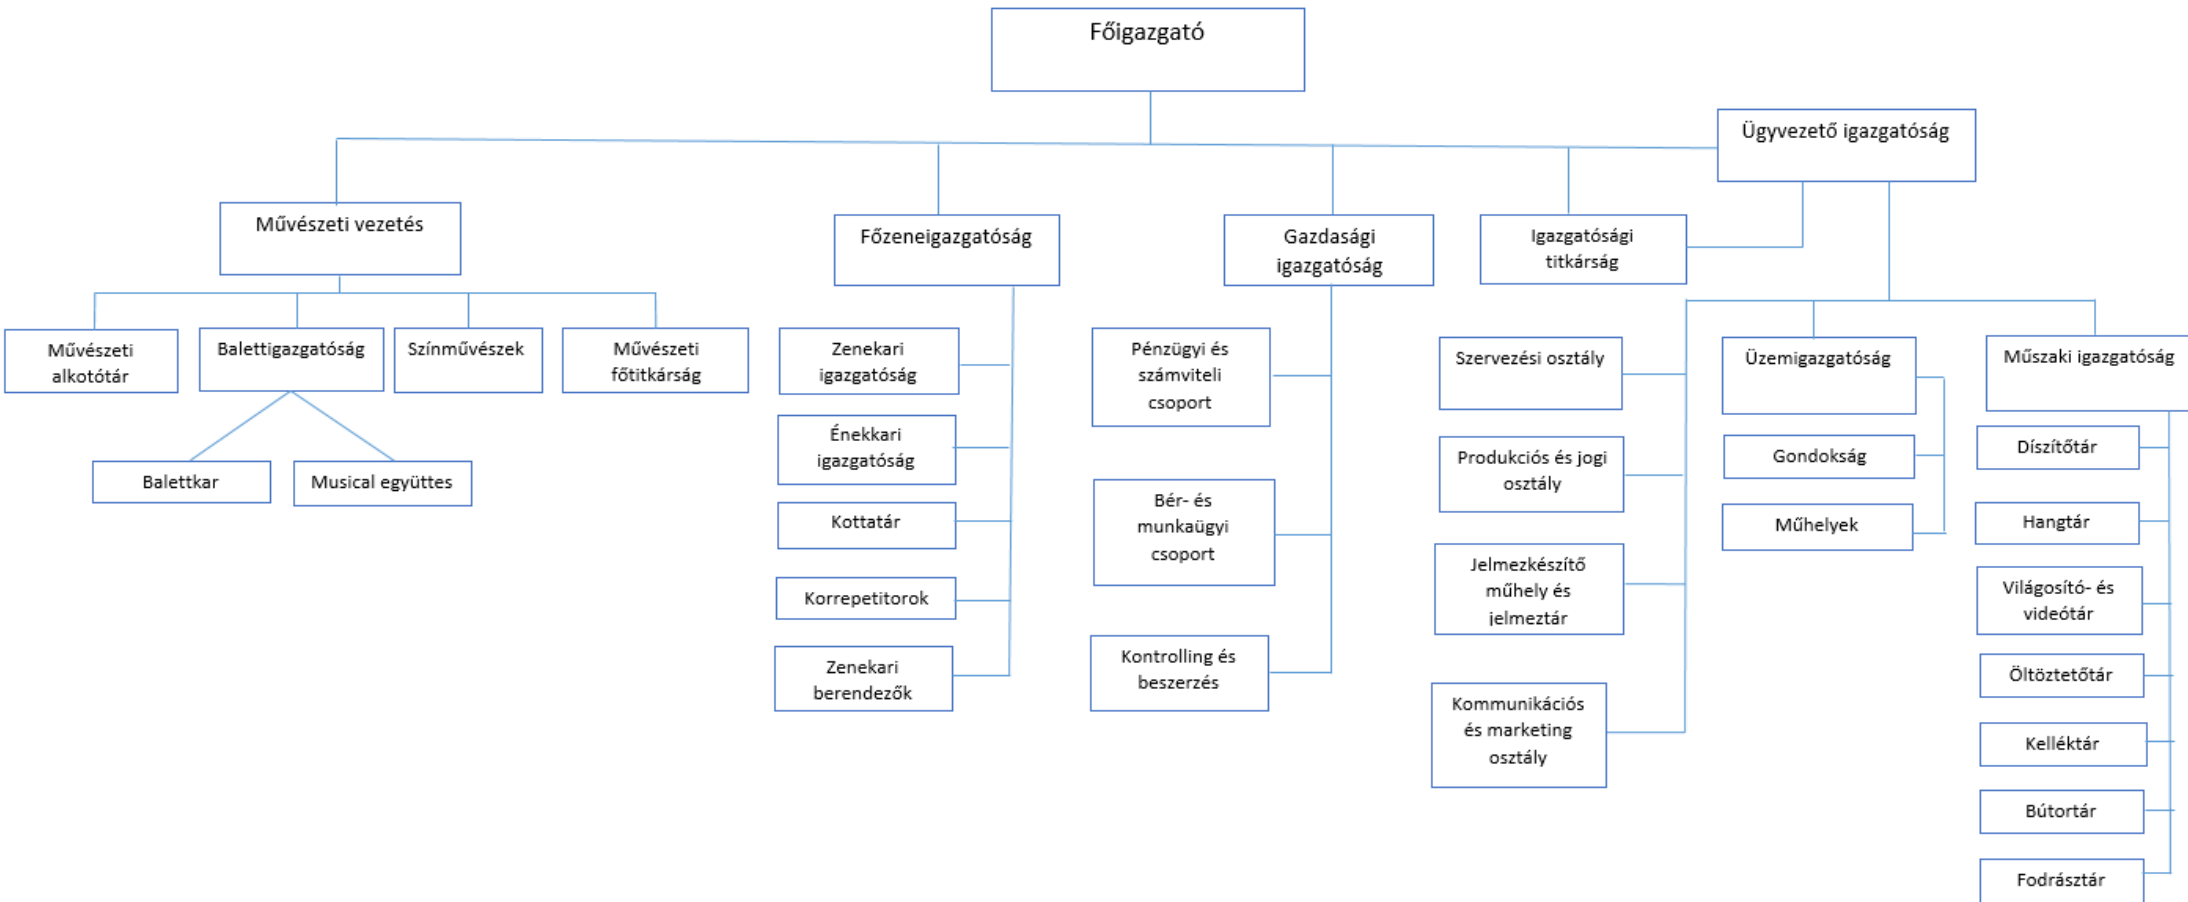 Főigazgató
Ügyvezető igazgatóság
Művészeti vezetés
Főzeneigazgatóság
Gazdasági
igazgatóság
Igazgatósági
titkárság
Művészeti
alkotótár
Balettigazgatóság
Színművészek
Művészeti
főtitkárság
Balettkar
Musical együttes
Zenekari
igazgatóság
Énekkari
igazgatóság
Kottatár
Korrepetitorok
Zenekari
berendezők
Pénzügyi és
számviteli
csoport
Bér- és
munkaügyi
csoport
Kontrolling és
beszerzés
Szervezési osztály
Produkciós és jogi
osztály
Jelmezkészítő
műhely és
jelmeztár
Kommunikációs
és marketing
osztály
Üzemigazgatóság
Gondokság
Műhelyek
Műszaki igazgatóság
Díszítőtár
Hangtár
Világosító- és
videótár
Öltöztetőtár
Kelléktár
Bútortár
Fodrásztár